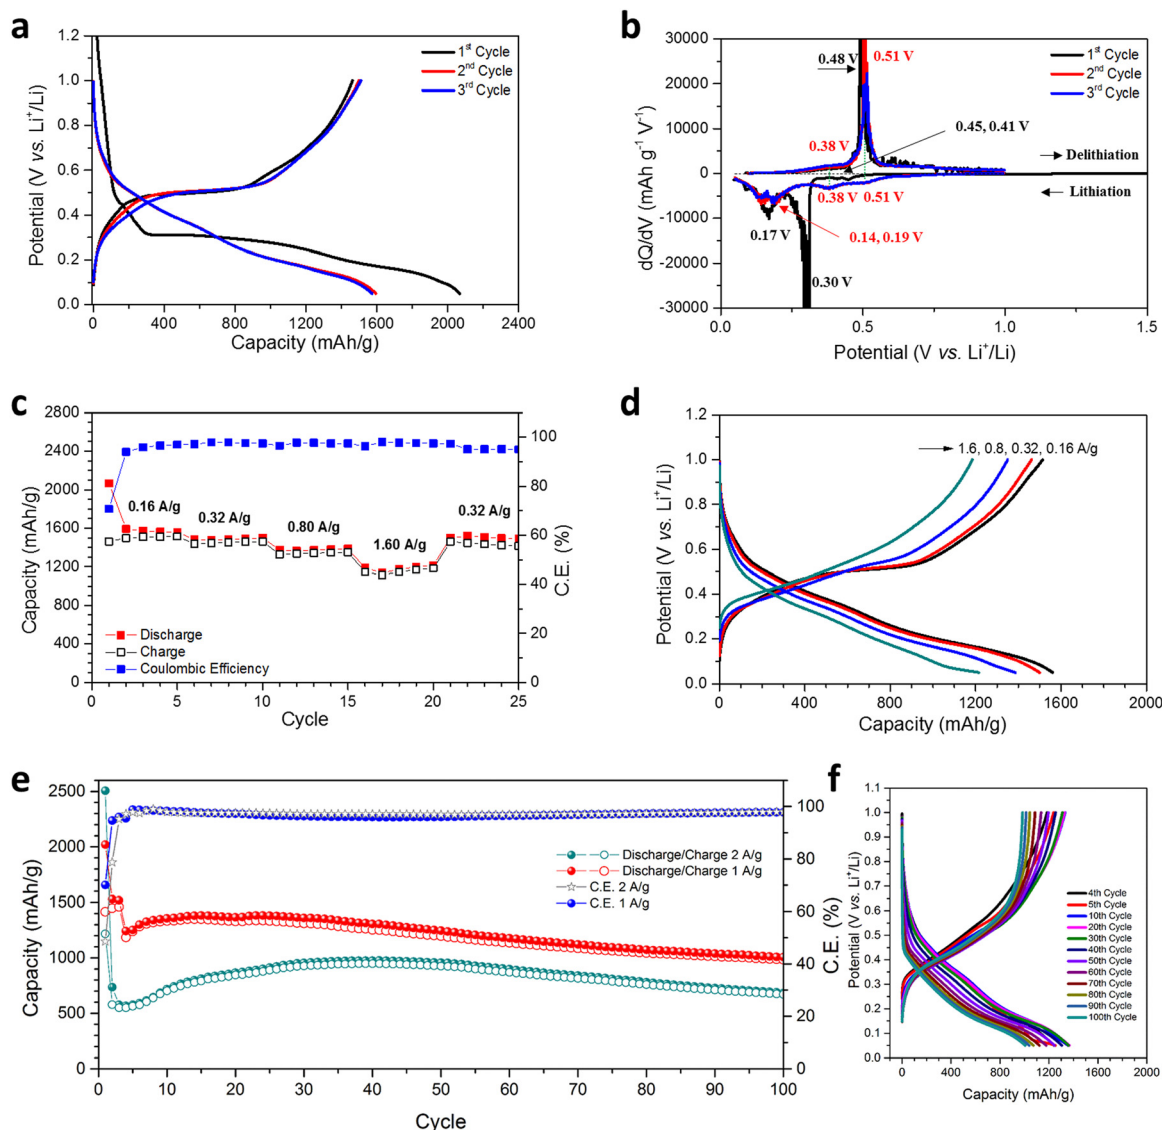 a
1.2
1.0
0.8
0.6
0.4
0.2
0.0
Potential (V vs. Li⁺/Li)
1ˢᵗ Cycle
2ⁿᵈ Cycle
3ʳᵈ Cycle
0 400 800 1200 1600 2000 2400
Capacity (mAh/g)
b
30000
20000
10000
0
-10000
-20000
-30000
dQ/dV (mAh g⁻¹ V⁻¹)
0.48 V
0.51 V
1ˢᵗ Cycle
2ⁿᵈ Cycle
3ʳᵈ Cycle
0.45, 0.41 V
0.38 V
Delithiation
Lithiation
0.38 V 0.51 V
0.17 V
0.14, 0.19 V
0.30 V
0.0 0.5 1.0 1.5
Potential (V vs. Li⁺/Li)
c
2800
2400
2000
1600
1200
800
400
0
Capacity (mAh/g)
0.16 A/g
0.32 A/g
0.80 A/g
1.60 A/g
0.32 A/g
Discharge
Charge
Coulombic Efficiency
100
80
60
40
20
0
C.E. (%)
0 5 10 15 20 25
Cycle
d
1.2
1.0
0.8
0.6
0.4
0.2
0.0
Potential (V vs. Li⁺/Li)
1.6, 0.8, 0.32, 0.16 A/g
0 400 800 1200 1600 2000
Capacity (mAh/g)
e
2500
2000
1500
1000
500
0
Capacity (mAh/g)
Discharge/Charge 2 A/g
Discharge/Charge 1 A/g
C.E. 2 A/g
C.E. 1 A/g
100
80
60
40
20
0
C.E. (%)
0 10 20 30 40 50 60 70 80 90 100
Cycle
f
1.1
1.0
0.9
0.8
0.7
0.6
0.5
0.4
0.3
0.2
0.1
0.0
Potential (V vs. Li⁺/Li)
4th Cycle
5th Cycle
10th Cycle
20th Cycle
30th Cycle
40th Cycle
50th Cycle
60th Cycle
70th Cycle
80th Cycle
90th Cycle
100th Cycle
0 400 800 1200 1600 2000
Capacity (mAh/g)